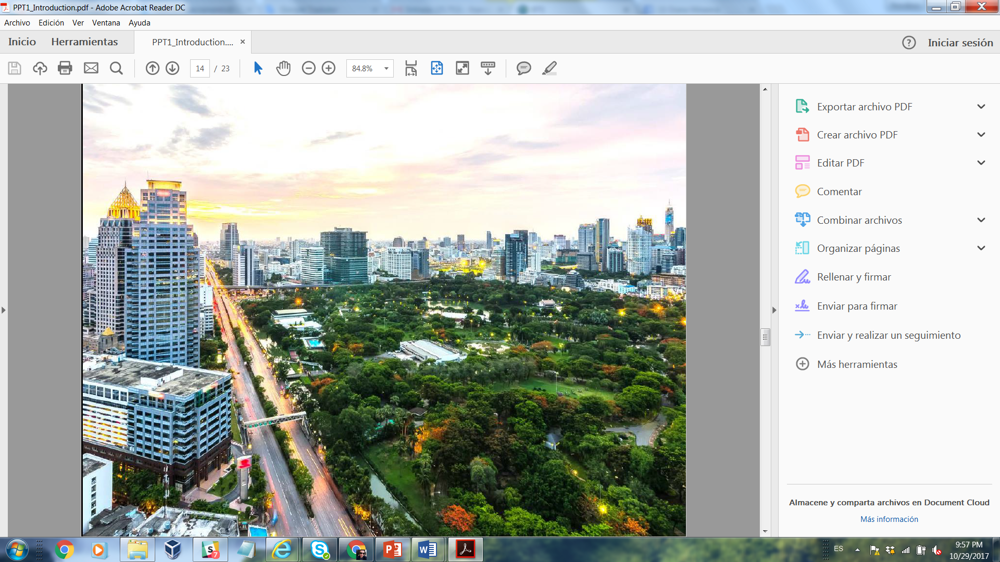 PPT1_Introduction.pdf - Adobe Acrobat Reader DC
Archivo Edición Ver Ventana Ayuda
Inicio Herramientas PPT1_Introduction.... × ? Iniciar sesión
14 / 23 84.8%
Exportar archivo PDF
Crear archivo PDF
Editar PDF
Comentar
Combinar archivos
Organizar páginas
Rellenar y firmar
Enviar para firmar
Enviar y realizar un seguimiento
Más herramientas
Almacene y comparta archivos en Document Cloud
Más información
S 7
ES
9:57 PM
10/29/2017